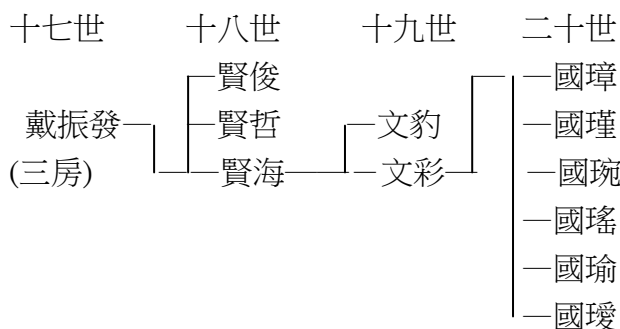 十七世 十八世 十九世 二十世
賢俊 國璋
戴振發 賢哲 文豹 國瑾
(三房) 賢海 文彩 國琬
國瑤
國瑜
國璦